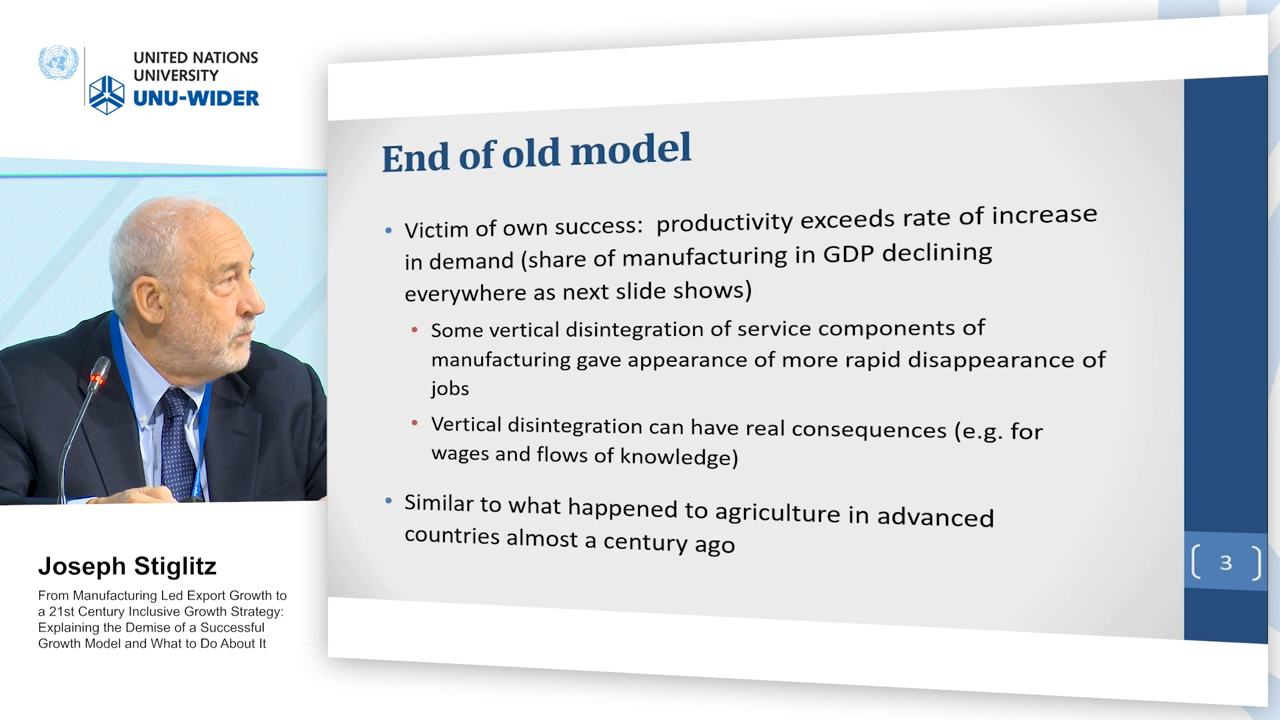 UNITED NATIONS
UNIVERSITY
UNU-WIDER
End of old model
• Victim of own success: productivity exceeds rate of increase
in demand (share of manufacturing in GDP declining
everywhere as next slide shows)
• Some vertical disintegration of service components of
manufacturing gave appearance of more rapid disappearance of
jobs
• Vertical disintegration can have real consequences (e.g. for
wages and flows of knowledge)
• Similar to what happened to agriculture in advanced
countries almost a century ago
[ 3 ]
Joseph Stiglitz
From Manufacturing Led Export Growth to
a 21st Century Inclusive Growth Strategy:
Explaining the Demise of a Successful
Growth Model and What to Do About It